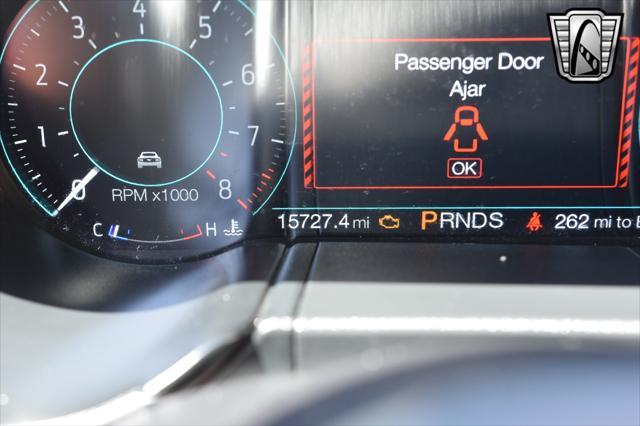 3
4
5
2
6
1
7
0
8
RPM x1000
C
H
Passenger Door
Ajar
OK
15727.4 mi
PRNDS
262 mi to